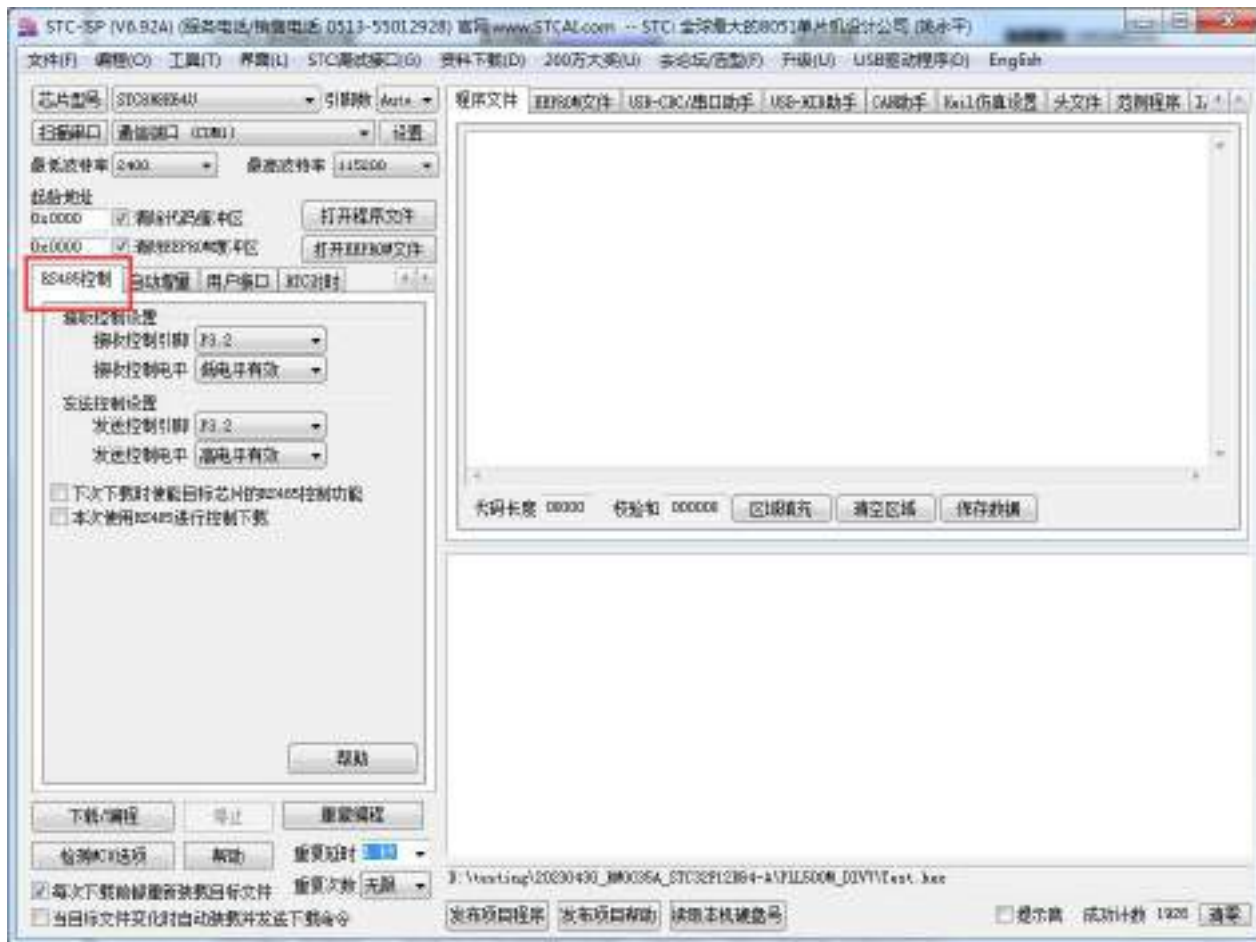 STC-ISP (V6.92A) (服务电话/销售电话: 0513-55012928) 官网:www.STCAI.com -- STC: 全球最大的8051单片机设计公司 (姚永平)
文件(F) 编程(O) 工具(T) 界面(L) STC调试接口(G) 资料下载(D) 200万大奖(U) 去论坛/选型(F) 升级(U) USB驱动程序(O) English
芯片型号 STC8H8K64U 引脚数 Auto
扫描串口 通信端口 (COM1) 设置
最低波特率 2400 最高波特率 115200
起始地址
0x0000 清除代码缓冲区 打开程序文件
0x0000 清除EEPROM缓冲区 打开EEPROM文件
RS485控制 自动增量 用户接口 RTC对时
接收控制设置
接收控制引脚 P3.2
接收控制电平 低电平有效
发送控制设置
发送控制引脚 P3.2
发送控制电平 高电平有效
下次下载时使能目标芯片的RS485控制功能
本次使用RS485进行控制下载
帮助
下载/编程 停止 重复编程
检测MCU选项 帮助 重复延时
每次下载前都重新装载目标文件 重复次数 无限
当目标文件变化时自动装载并发送下载命令
程序文件 EEPROM文件 USB-CDC/串口助手 USB-HID助手 CAN助手 Keil仿真设置 头文件 范例程序 I/
代码长度 00000 校验和 000000 区域填充 清空区域 保存数据
发布项目程序 发布项目帮助 读取本机硬盘号 提示音 成功计数 1926 清零